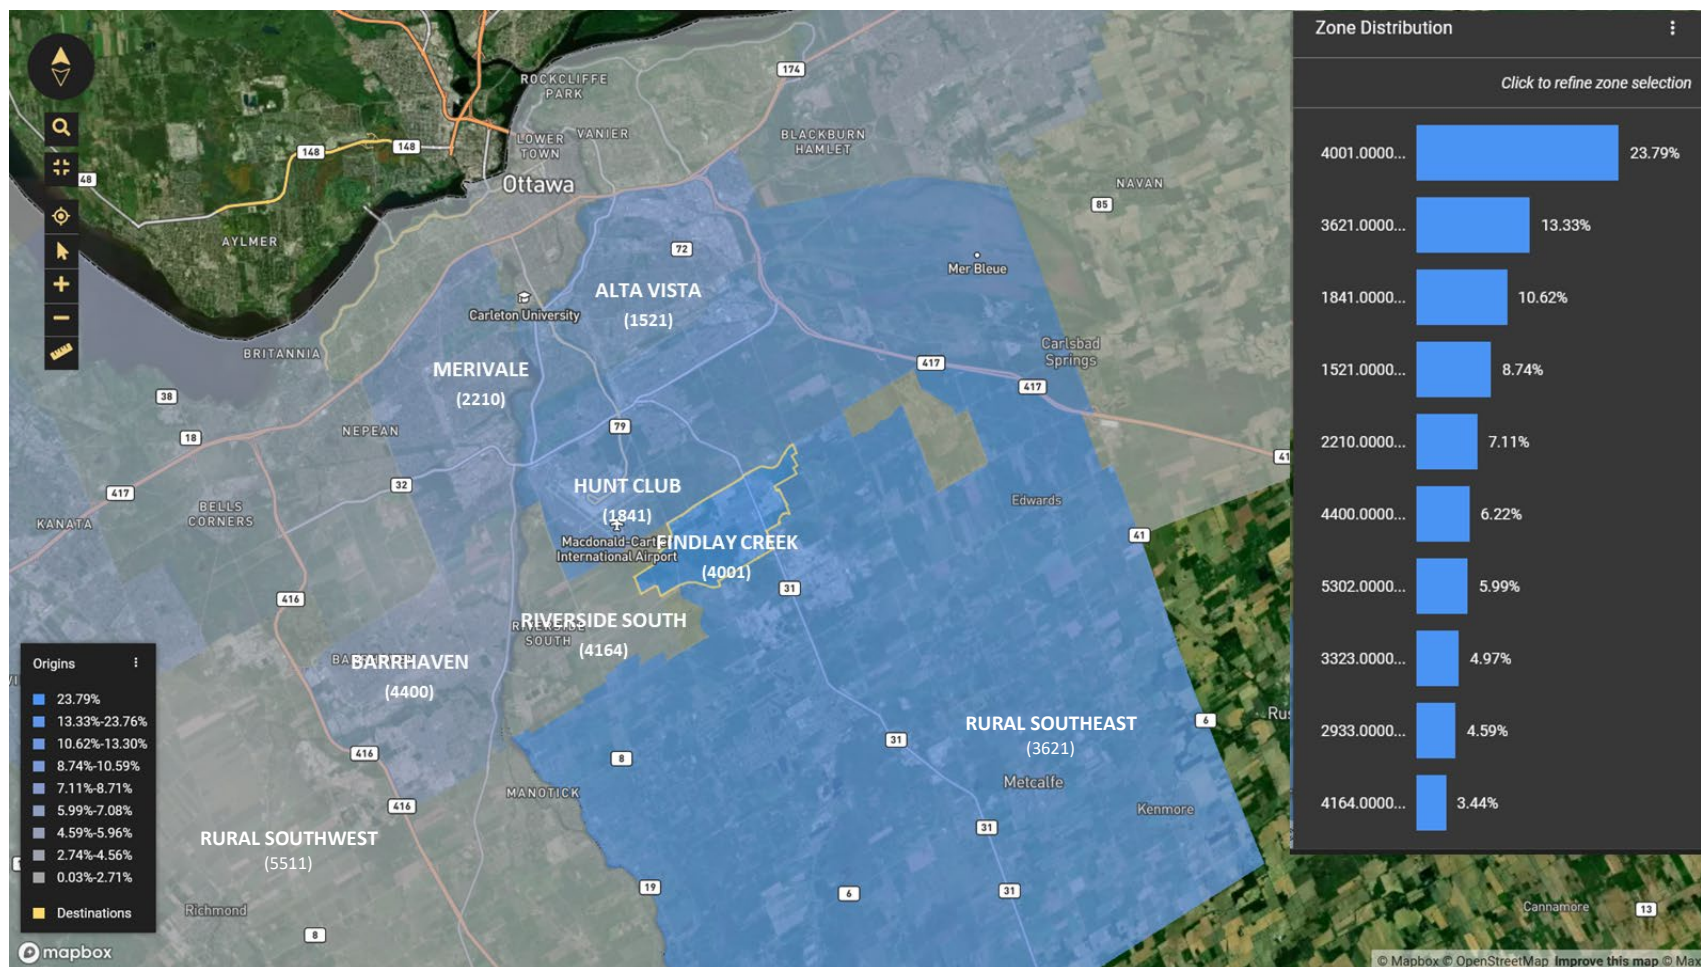 Zone Distribution
Click to refine zone selection
4001.0000...
23.79%
3621.0000...
13.33%
1841.0000...
10.62%
1521.0000...
8.74%
2210.0000...
7.11%
4400.0000...
6.22%
5302.0000...
5.99%
3323.0000...
4.97%
2933.0000...
4.59%
4164.0000...
3.44%
174
ROCKCLIFFE
PARK
LOWER
TOWN
VANIER
BLACKBURN
HAMLET
148
148
48
Ottawa
NAVAN
85
AYLMER
72
Mer Bleue
ALTA VISTA
(1521)
Carleton University
BRITANNIA
MERIVALE
(2210)
Carlsbad
Springs
417
417
38
18
NEPEAN
79
41
32
417
BELLS
CORNERS
KANATA
HUNT CLUB
(1841)
Edwards
41
Macdonald-Cartie
International Airport
FINDLAY CREEK
(4001)
31
416
RIVERSIDE SOUTH
(4164)
RIVERSIDE
SOUTH
BARRHAVEN
(4400)
RURAL SOUTHEAST
(3621)
6
Rus
31
416
8
Metcalfe
MANOTICK
416
Kenmore
31
RURAL SOUTHWEST
(5511)
19
6
31
Richmond
8
Cannamore
13
Origins
23.79%
13.33%-23.76%
10.62%-13.30%
8.74%-10.59%
7.11%-8.71%
5.99%-7.08%
4.59%-5.96%
2.74%-4.56%
0.03%-2.71%
Destinations
mapbox
© Mapbox © OpenStreetMap Improve this map © Max